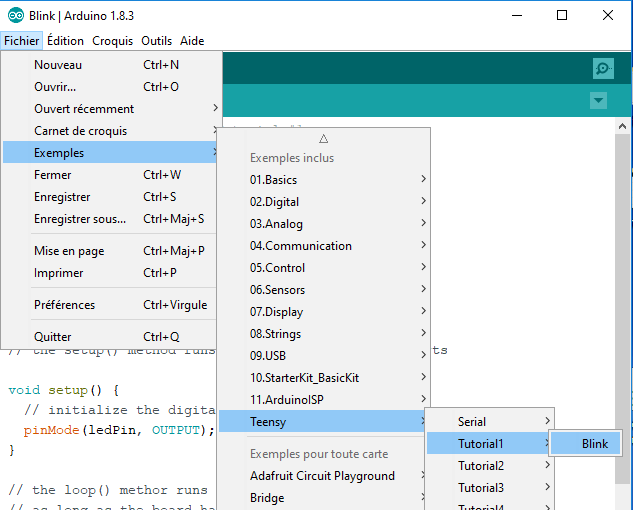 Blink | Arduino 1.8.3
Fichier Édition Croquis Outils Aide
Nouveau Ctrl+N
Ouvrir... Ctrl+O
Ouvert récemment
Carnet de croquis
Exemples
Fermer Ctrl+W
Enregistrer Ctrl+S
Enregistrer sous... Ctrl+Maj+S
Mise en page Ctrl+Maj+P
Imprimer Ctrl+P
Préférences Ctrl+Virgule
Quitter Ctrl+Q
Exemples inclus
01.Basics
02.Digital
03.Analog
04.Communication
05.Control
06.Sensors
07.Display
08.Strings
09.USB
10.StarterKit_BasicKit
11.ArduinoISP
Teensy
Exemples pour toute carte
Adafruit Circuit Playground
Bridge
Serial
Tutorial1
Tutorial2
Tutorial3
Tutorial4
Blink
// the setup() method runs ts
void setup() {
// initialize the digita
pinMode(ledPin, OUTPUT);
}
// the loop() methor runs
// as long as the board ha